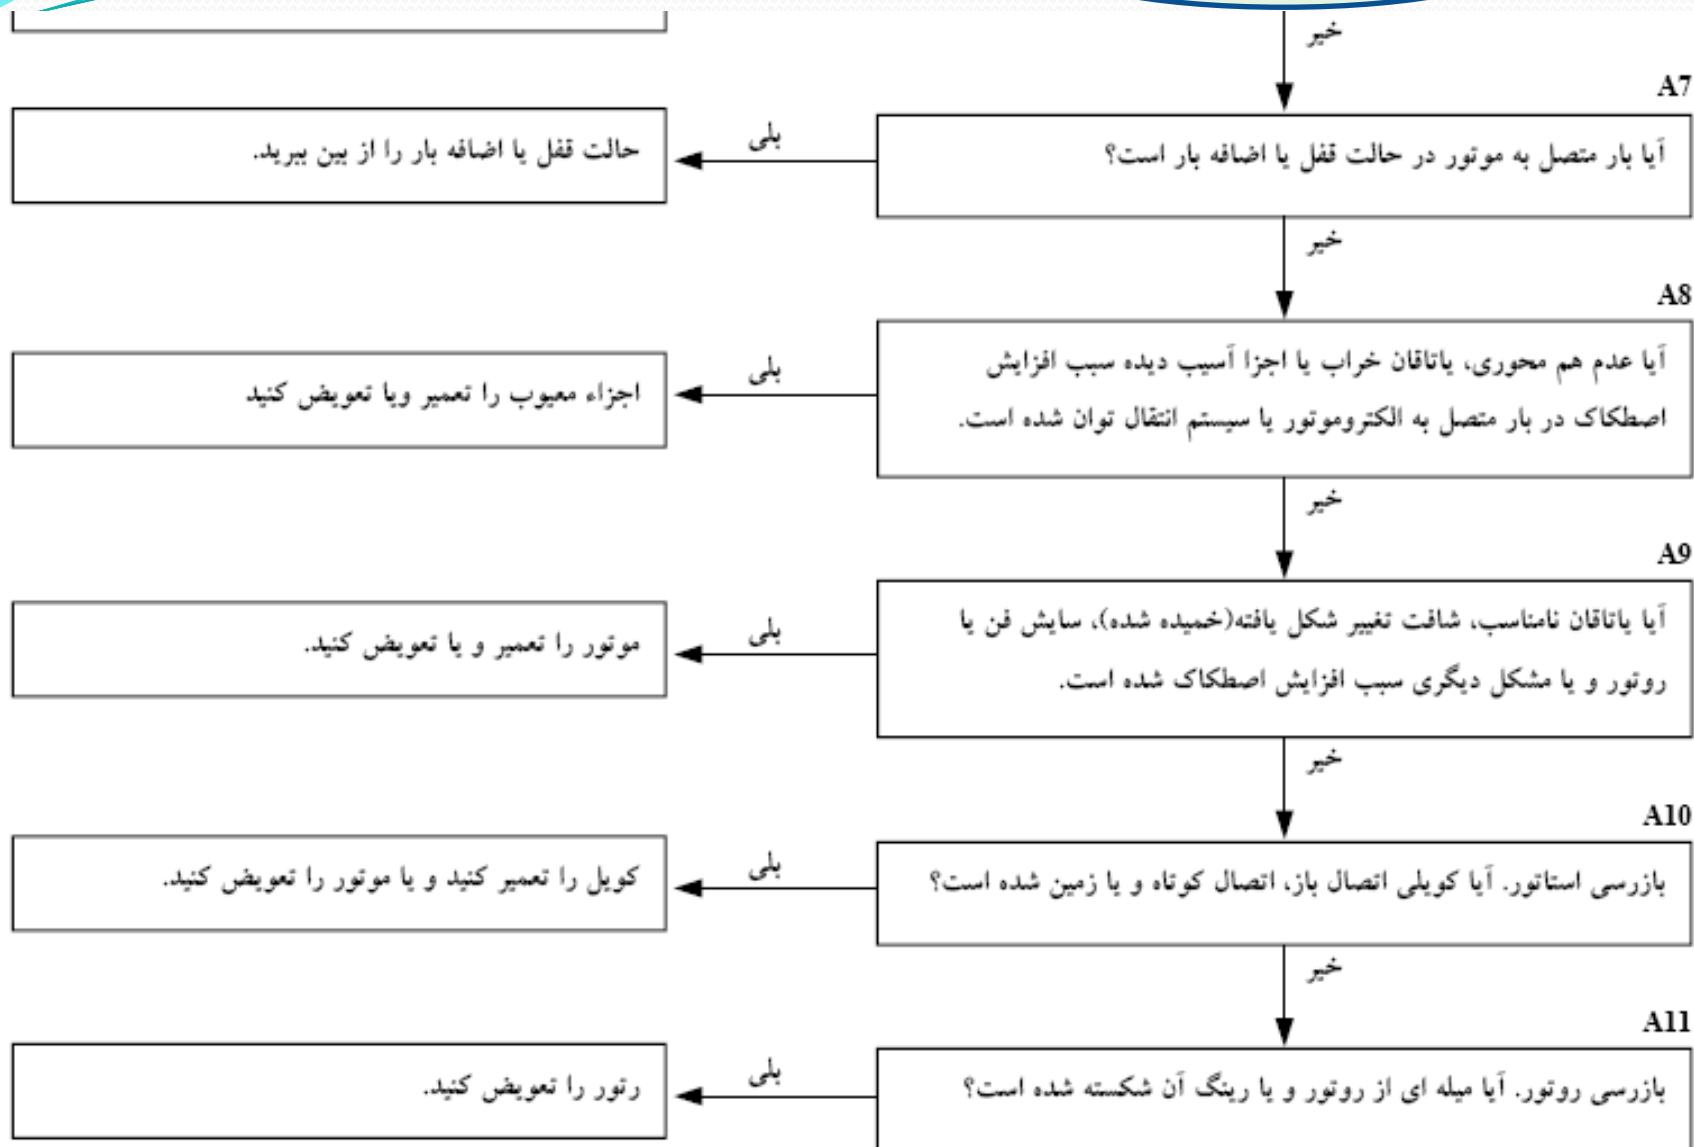 خیر
A7
آیا بار متصل به موتور در حالت قفل یا اضافه بار است؟
بلی
حالت قفل یا اضافه بار را از بین ببرید.
خیر
A8
آیا عدم هم محوری، یاتاقان خراب یا اجزا آسیب دیده سبب افزایش
اصطکاک در بار متصل به الکتروموتور یا سیستم انتقال توان شده است.
بلی
اجزاء معیوب را تعمیر ویا تعویض کنید
خیر
A9
آیا یاتاقان نامناسب، شافت تغییر شکل یافته(خمیده شده)، سایش فن یا
روتور و یا مشکل دیگری سبب افزایش اصطکاک شده است.
بلی
موتور را تعمیر و یا تعویض کنید.
خیر
A10
بازرسی استاتور. آیا کویلی اتصال باز، اتصال کوتاه و یا زمین شده است؟
بلی
کویل را تعمیر کنید و یا موتور را تعویض کنید.
خیر
A11
بازرسی روتور. آیا میله ای از روتور و یا رینگ آن شکسته شده است؟
بلی
رتور را تعویض کنید.